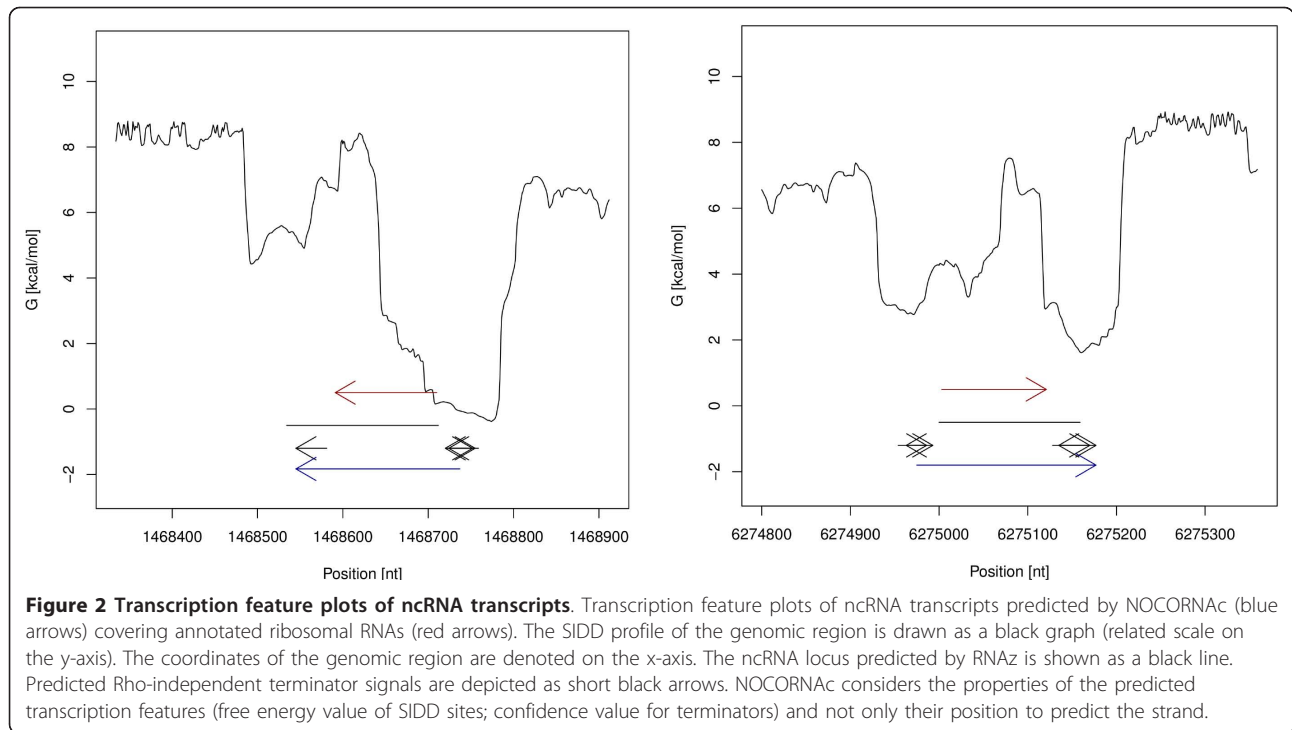 10
8
6
4
2
0
−2
G [kcal/mol]
1468400 1468500 1468600 1468700 1468800 1468900
Position [nt]
10
8
6
4
2
0
−2
G [kcal/mol]
6274800 6274900 6275000 6275100 6275200 6275300
Position [nt]
Figure 2 Transcription feature plots of ncRNA transcripts. Transcription feature plots of ncRNA transcripts predicted by NOCORNAc (blue
arrows) covering annotated ribosomal RNAs (red arrows). The SIDD profile of the genomic region is drawn as a black graph (related scale on
the y-axis). The coordinates of the genomic region are denoted on the x-axis. The ncRNA locus predicted by RNAz is shown as a black line.
Predicted Rho-independent terminator signals are depicted as short black arrows. NOCORNAc considers the properties of the predicted
transcription features (free energy value of SIDD sites; confidence value for terminators) and not only their position to predict the strand.